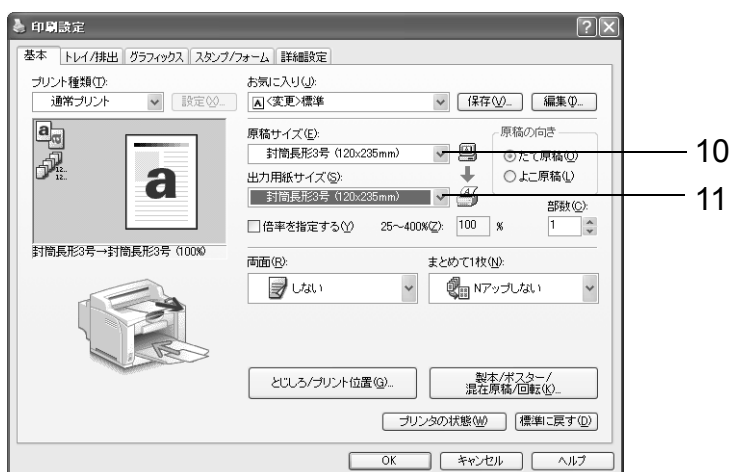 印刷設定
基本 トレイ/排出 グラフィックス スタンプ/フォーム 詳細設定
プリント種類(T):
通常プリント 設定(X)...
お気に入り(J):
A <変更>標準 保存(V)... 編集(I)...
原稿サイズ(E):
封筒長形3号 (120x235mm)
原稿の向き
たて原稿(O)
よこ原稿(L)
10
出力用紙サイズ(S):
封筒長形3号 (120x235mm)
11
倍率を指定する(Y) 25～400%(Z): 100 %
部数(C):
1
a
a
12..
12..
a
封筒長形3号→封筒長形3号 (100%)
両面(R):
しない
まとめて1枚(N):
Nアップしない
とじしろ/プリント位置(G)...
製本/ポスター/
混在原稿/回転(K)...
プリンタの状態(W) 標準に戻す(D)
OK キャンセル ヘルプ